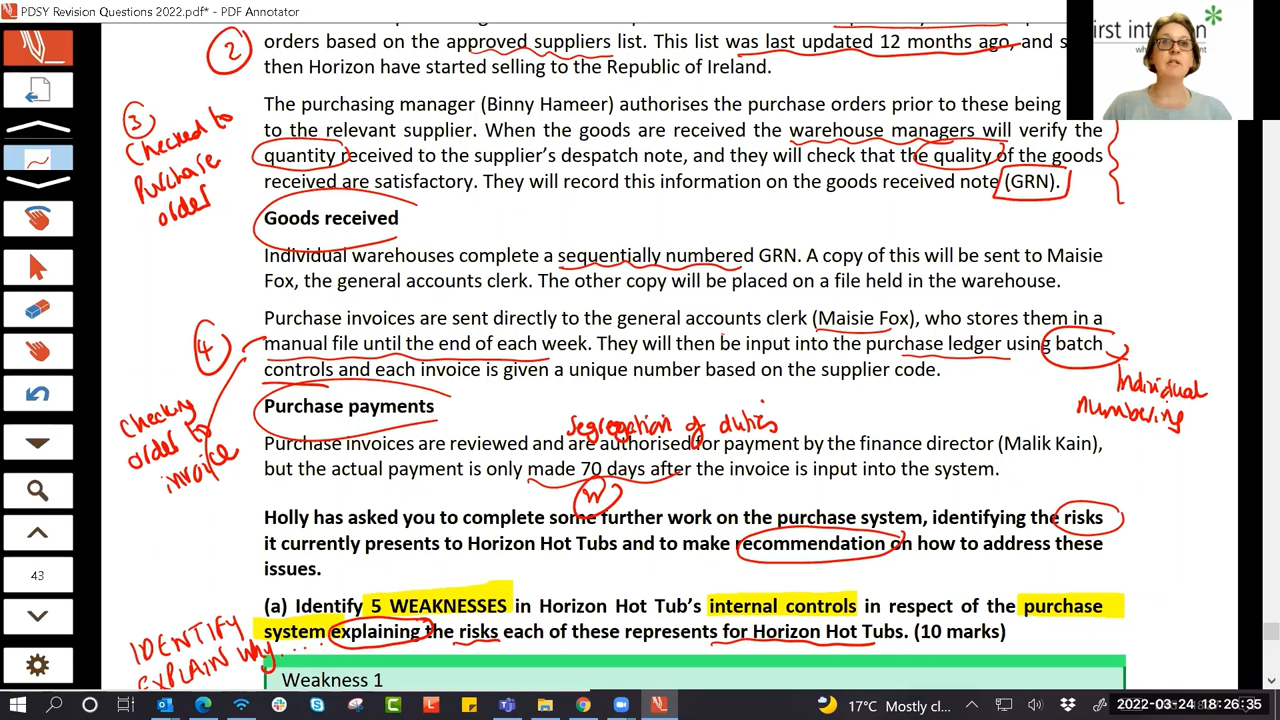 PDSY Revision Questions 2022.pdf* - PDF Annotator
first intuition
orders based on the approved suppliers list. This list was last updated 12 months ago, and s
then Horizon have started selling to the Republic of Ireland.
2
The purchasing manager (Binny Hameer) authorises the purchase orders prior to these being
to the relevant supplier. When the goods are received the warehouse managers will verify the
quantity received to the supplier's despatch note, and they will check that the quality of the goods
received are satisfactory. They will record this information on the goods received note (GRN).
3
Checked to
Purchase
order
Goods received
Individual warehouses complete a sequentially numbered GRN. A copy of this will be sent to Maisie
Fox, the general accounts clerk. The other copy will be placed on a file held in the warehouse.
Purchase invoices are sent directly to the general accounts clerk (Maisie Fox), who stores them in a
manual file until the end of each week. They will then be input into the purchase ledger using batch
controls and each invoice is given a unique number based on the supplier code.
4
Individual
numbering
Checking
order to
invoice
Purchase payments
segregation of duties
Purchase invoices are reviewed and are authorised for payment by the finance director (Malik Kain),
but the actual payment is only made 70 days after the invoice is input into the system.
W
Holly has asked you to complete some further work on the purchase system, identifying the risks
it currently presents to Horizon Hot Tubs and to make recommendation on how to address these
issues.
(a) Identify 5 WEAKNESSES in Horizon Hot Tub's internal controls in respect of the purchase
system explaining the risks each of these represents for Horizon Hot Tubs. (10 marks)
IDENTIFY
EXPLAIN why....
Weakness 1
43
17°C Mostly cl...
2022-03-24 18:26:35